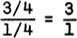 3/4 / 1/4 = 3/1